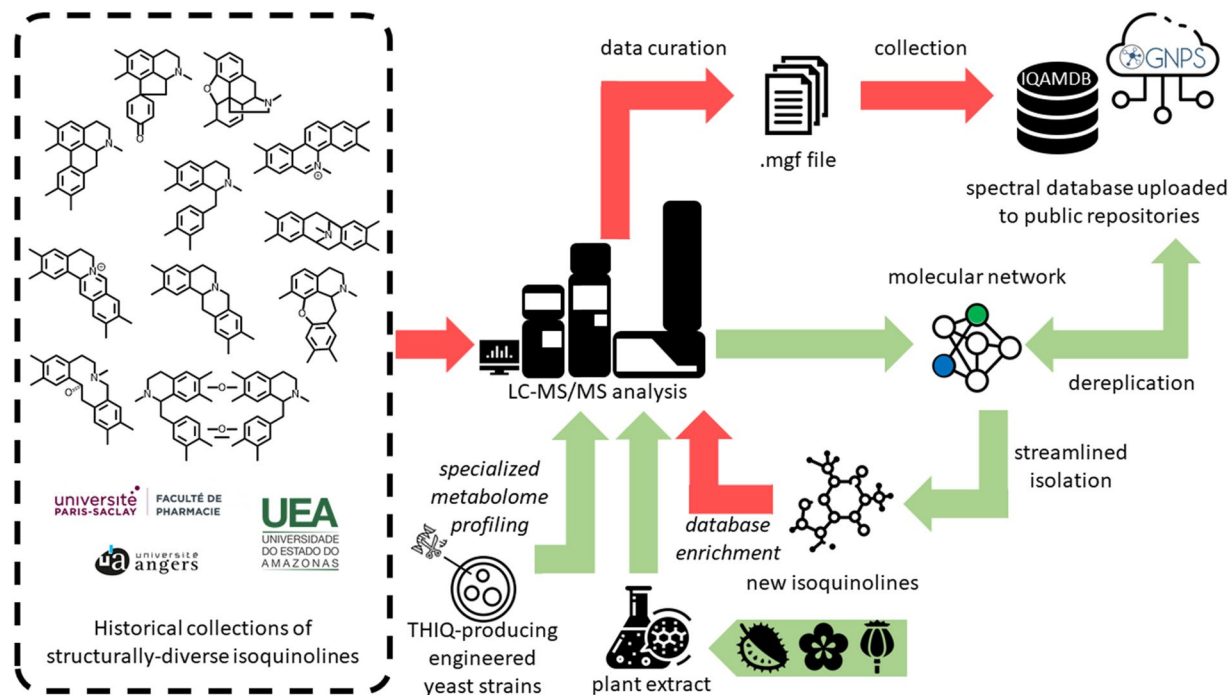 data curation
collection
IQAMDB
GNPS
.mgf file
spectral database uploaded
to public repositories
molecular network
LC-MS/MS analysis
dereplication
streamlined
isolation
specialized
metabolome
profiling
database
enrichment
new isoquinolines
THIQ-producing
engineered
yeast strains
plant extract
université
PARIS-SACLAY
FACULTÉ DE
PHARMACIE
UEA
UNIVERSIDADE
DO ESTADO DO
AMAZONAS
ua
université
angers
Historical collections of
structurally-diverse isoquinolines
N
O
O
N
N
N
⊕
N
N
N
⊖
N
N
O
N
O
N
O
N
O